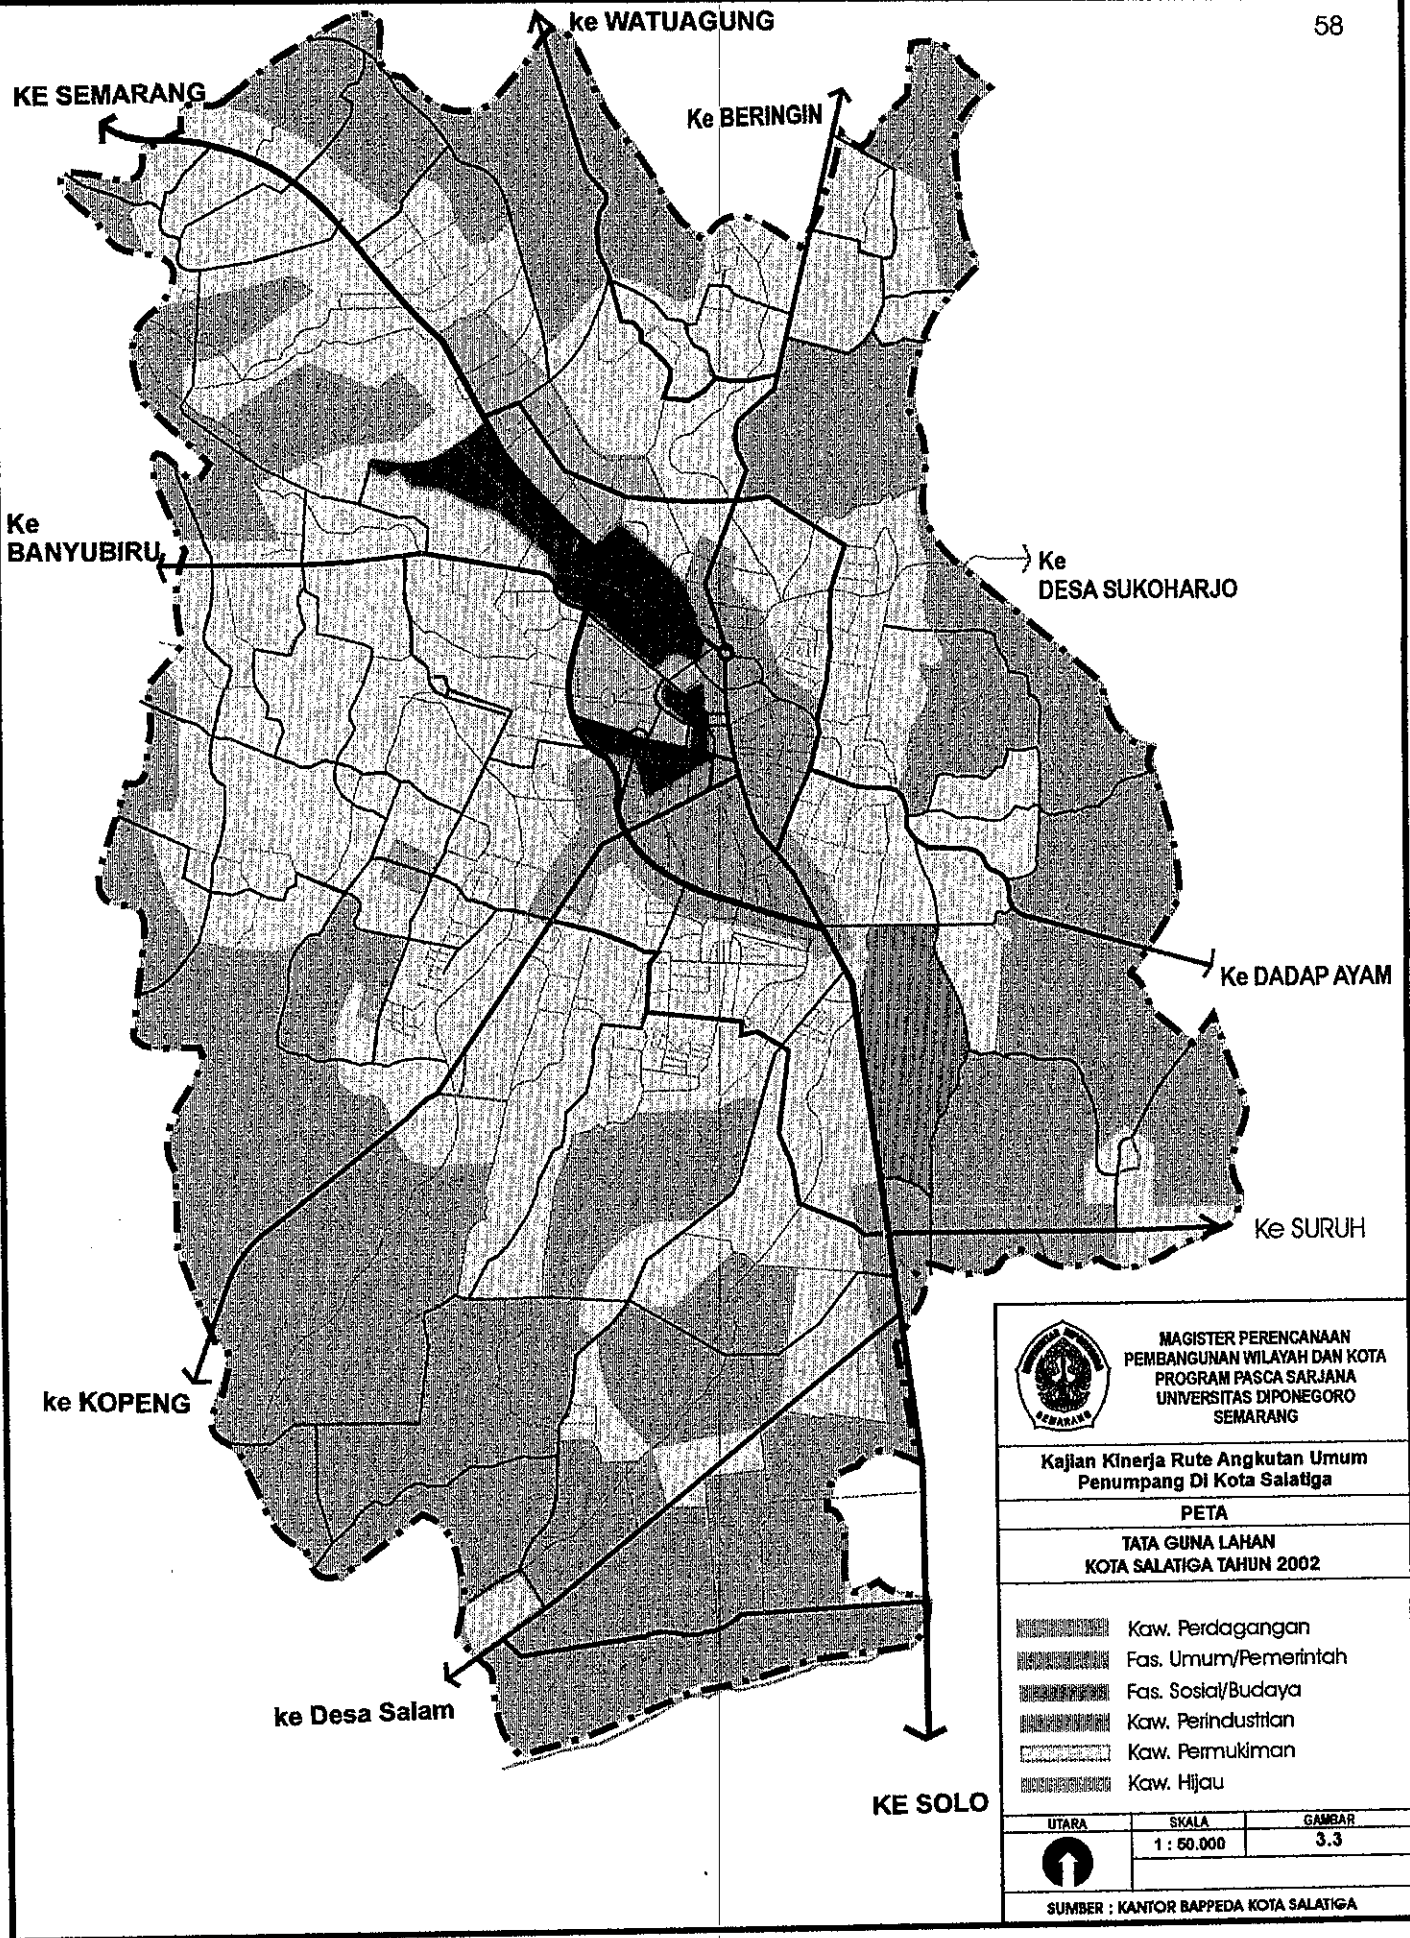 58
ke WATUAGUNG
KE SEMARANG
Ke BERINGIN
Ke
BANYUBIRU
Ke
DESA SUKOHARJO
Ke DADAP AYAM
Ke SURUH
ke KOPENG
ke Desa Salam
KE SOLO
MAGISTER PERENCANAAN
PEMBANGUNAN WILAYAH DAN KOTA
PROGRAM PASCA SARJANA
UNIVERSITAS DIPONEGORO
SEMARANG
SEMARANG
Kajian Kinerja Rute Angkutan Umum
Penumpang Di Kota Salatiga
PETA
TATA GUNA LAHAN
KOTA SALATIGA TAHUN 2002
Kaw. Perdagangan
Fas. Umum/Pemerintah
Fas. Sosial/Budaya
Kaw. Perindustrian
Kaw. Permukiman
Kaw. Hijau
UTARA
SKALA
GAMBAR
1 : 50.000
3.3
SUMBER : KANTOR BAPPEDA KOTA SALATIGA